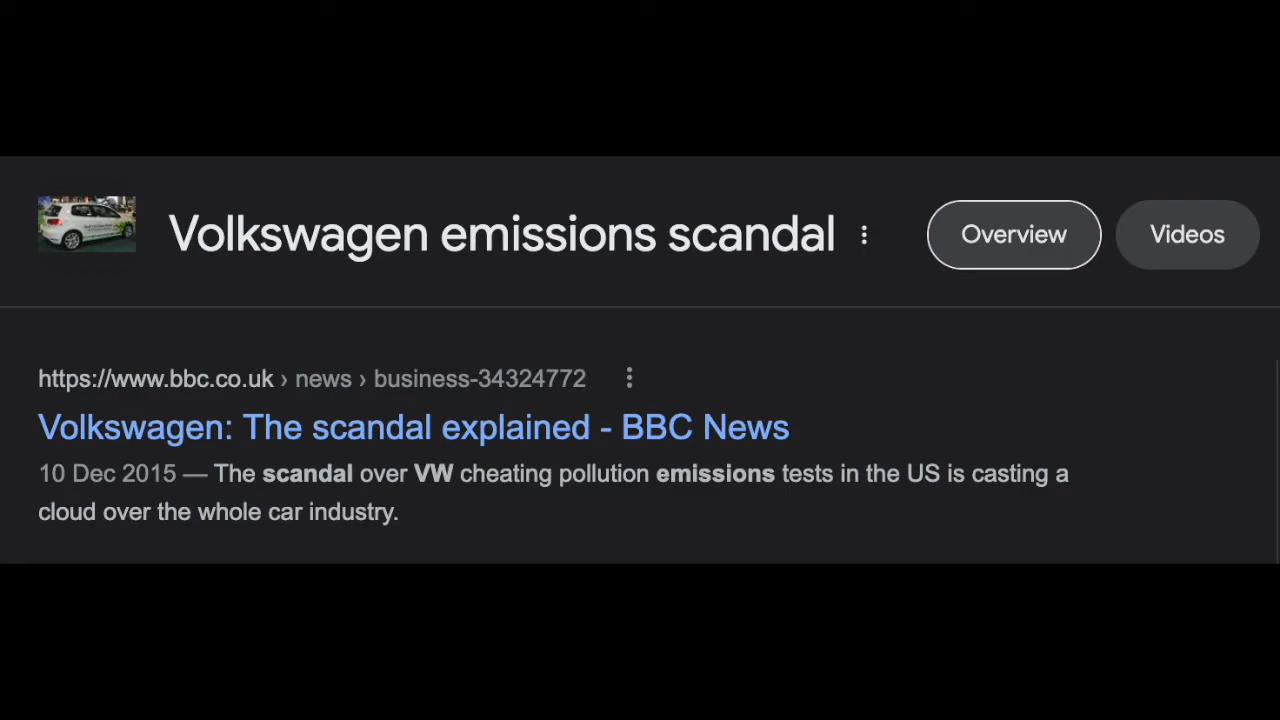 Volkswagen emissions scandal
Overview
Videos
https://www.bbc.co.uk › news › business-34324772
Volkswagen: The scandal explained - BBC News
10 Dec 2015 — The scandal over VW cheating pollution emissions tests in the US is casting a
cloud over the whole car industry.